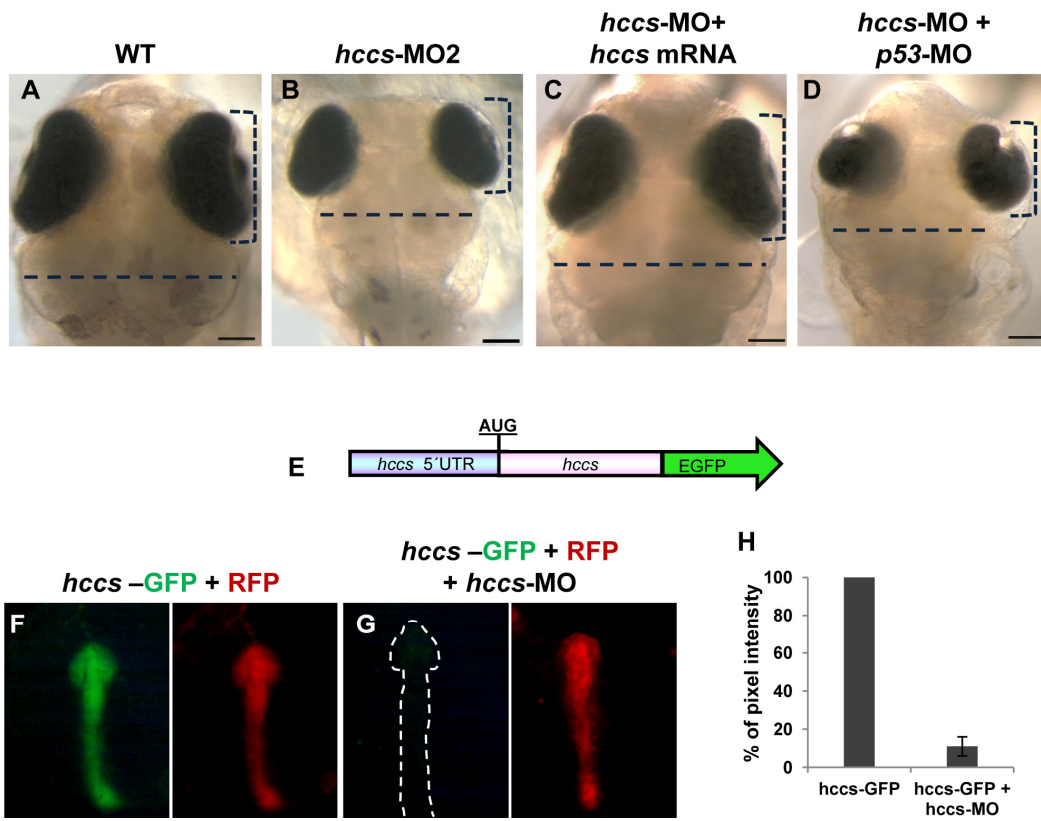 WT
hccs-MO2
hccs-MO+
hccs mRNA
hccs-MO +
p53-MO
A
B
C
D
AUG
E
hccs 5´UTR
hccs
EGFP
hccs –GFP + RFP
hccs –GFP + RFP
+ hccs-MO
F
G
H
% of pixel intensity
100
80
60
40
20
0
hccs-GFP
hccs-GFP +
hccs-MO